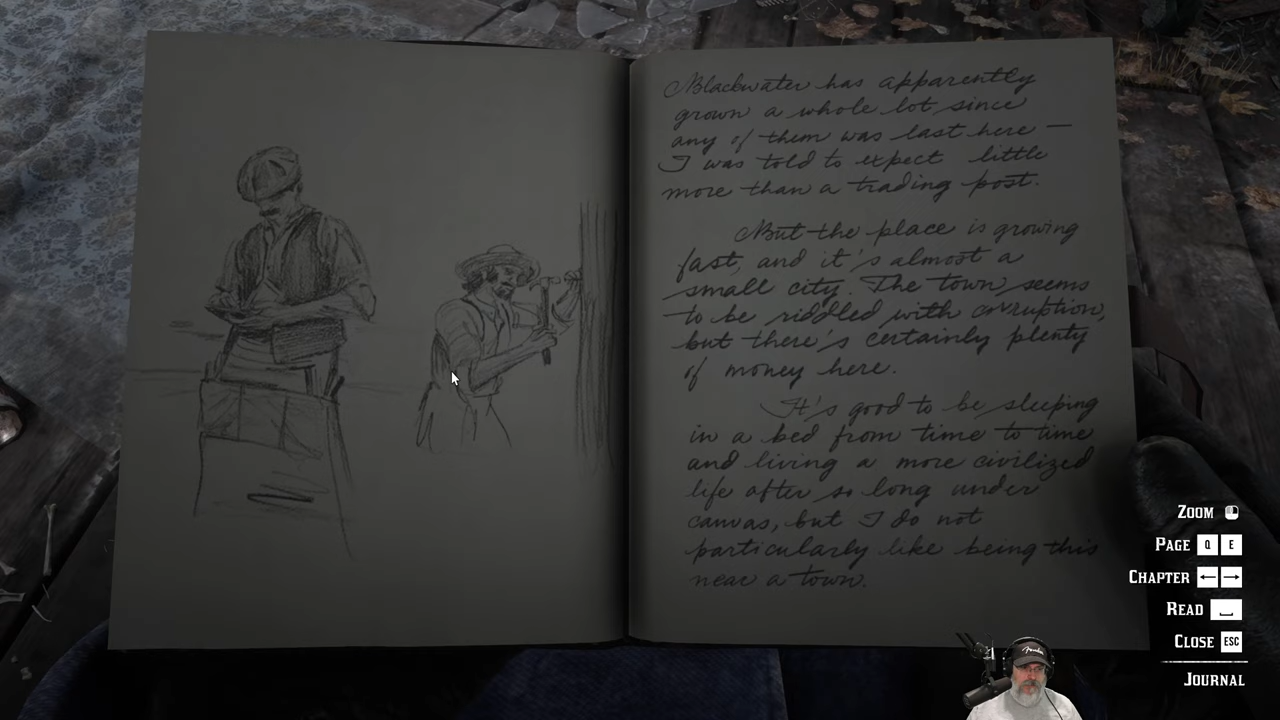 Blackwater has apparently
grown a whole lot since
any of them was last here —
I was told to expect little
more than a trading post.
But the place is growing
fast, and it's almost a
small city. The town seems
to be riddled with corruption,
but there's certainly plenty
of money here.
It's good to be sleeping
in a bed from time to time
and living a more civilized
life after so long under
canvas, but I do not
particularly like being this
near a town.
ZOOM
PAGE Q E
CHAPTER ← →
READ
CLOSE ESC
JOURNAL
Fender